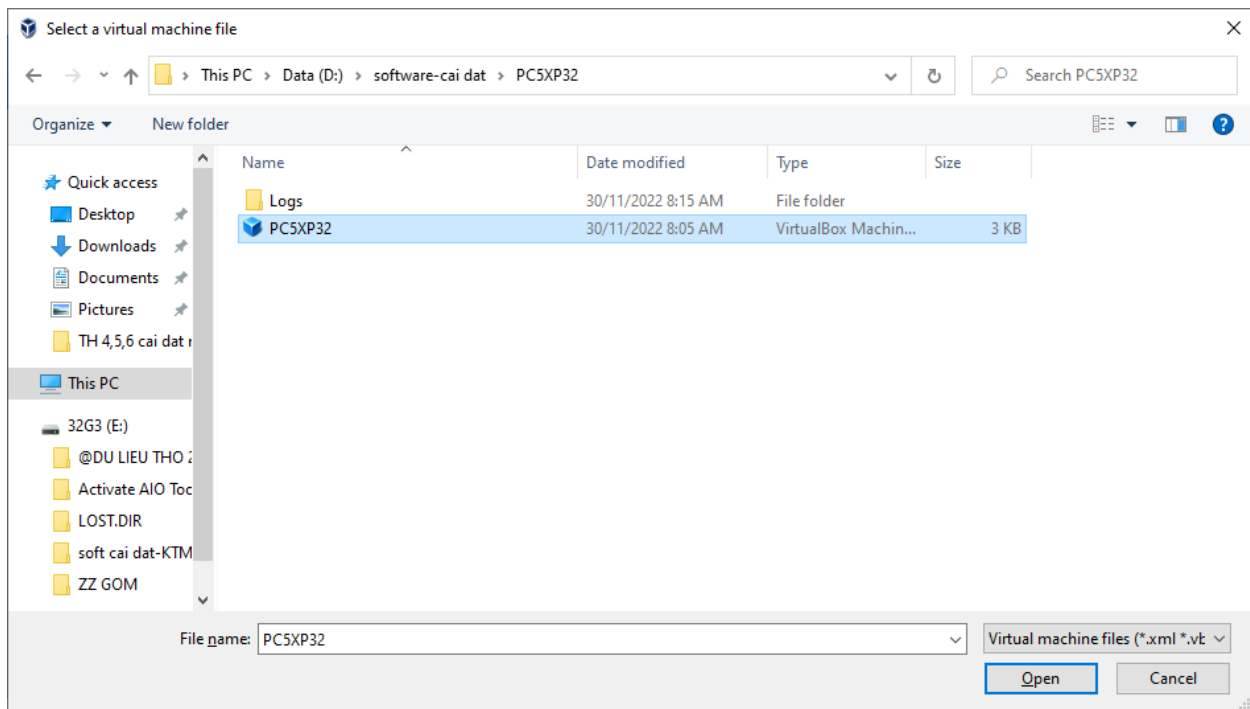 Select a virtual machine file
This PC > Data (D:) > software-cai dat > PC5XP32
Search PC5XP32
Organize
New folder
Name
Date modified
Type
Size
Logs
30/11/2022 8:15 AM
File folder
PC5XP32
30/11/2022 8:05 AM
VirtualBox Machin...
3 KB
Quick access
Desktop
Downloads
Documents
Pictures
TH 4,5,6 cai dat
This PC
32G3 (E:)
@DU LIEU THO
Activate AIO Toc
LOST.DIR
soft cai dat-KTM
ZZ GOM
File name: PC5XP32
Virtual machine files (*.xml *.vb
Open
Cancel